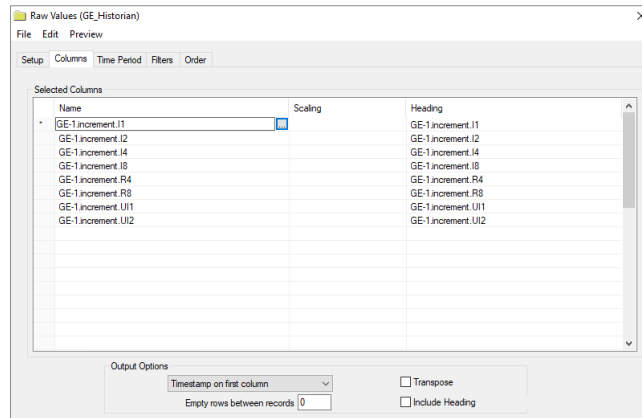 Raw Values (GE_Historian)
File Edit Preview
Setup Columns Time Period Filters Order
Selected Columns
Name Scaling Heading
* GE-1.increment.I1 ... GE-1.increment.I1
GE-1.increment.I2 GE-1.increment.I2
GE-1.increment.I4 GE-1.increment.I4
GE-1.increment.I8 GE-1.increment.I8
GE-1.increment.R4 GE-1.increment.R4
GE-1.increment.R8 GE-1.increment.R8
GE-1.increment.UI1 GE-1.increment.UI1
GE-1.increment.UI2 GE-1.increment.UI2
Output Options
Timestamp on first column Transpose
Empty rows between records 0 Include Heading